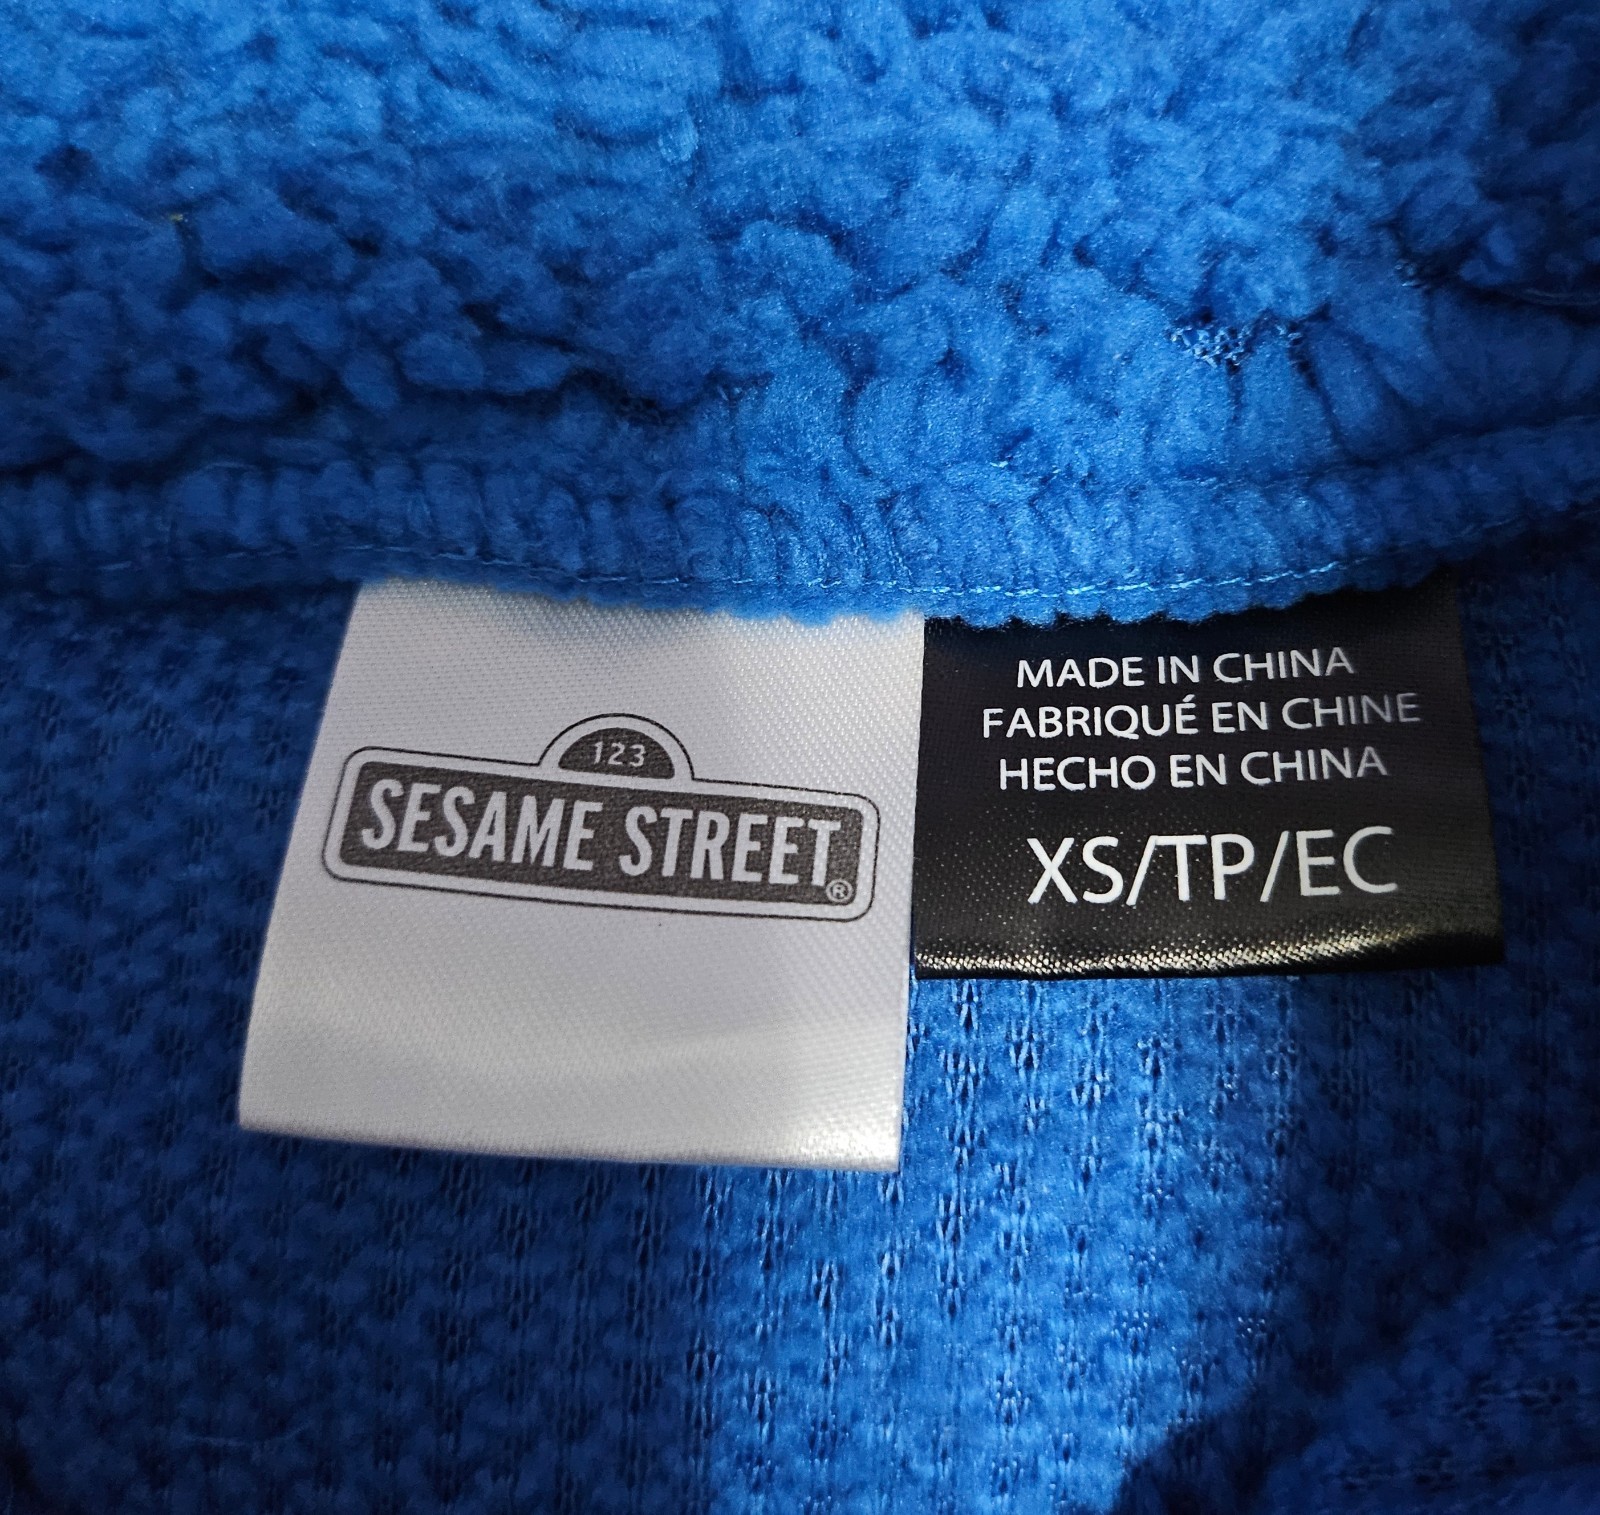 123
SESAME STREET®
MADE IN CHINA
FABRIQUÉ EN CHINE
HECHO EN CHINA
XS/TP/EC